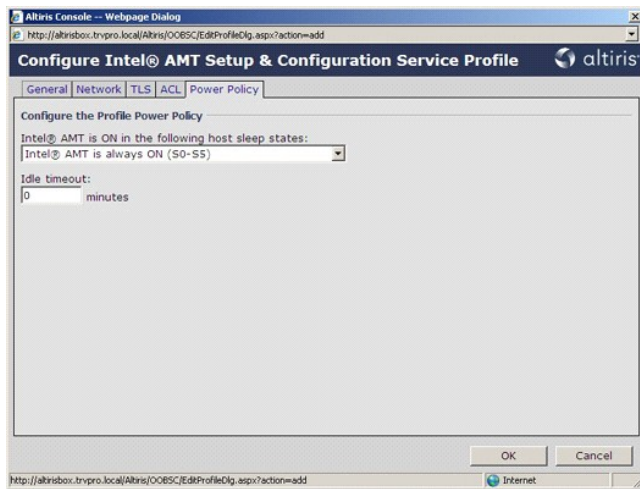 Altiris Console -- Webpage Dialog
http://altirisbox.trvpro.local/Altiris/OOBSC/EditProfileDlg.aspx?action=add
Configure Intel® AMT Setup & Configuration Service Profile
altiris
General Network TLS ACL Power Policy
Configure the Profile Power Policy
Intel® AMT is ON in the following host sleep states:
Intel® AMT is always ON (S0-S5)
Idle timeout:
0 minutes
OK Cancel
http://altirisbox.trvpro.local/Altiris/OOBSC/EditProfileDlg.aspx?action=add Internet